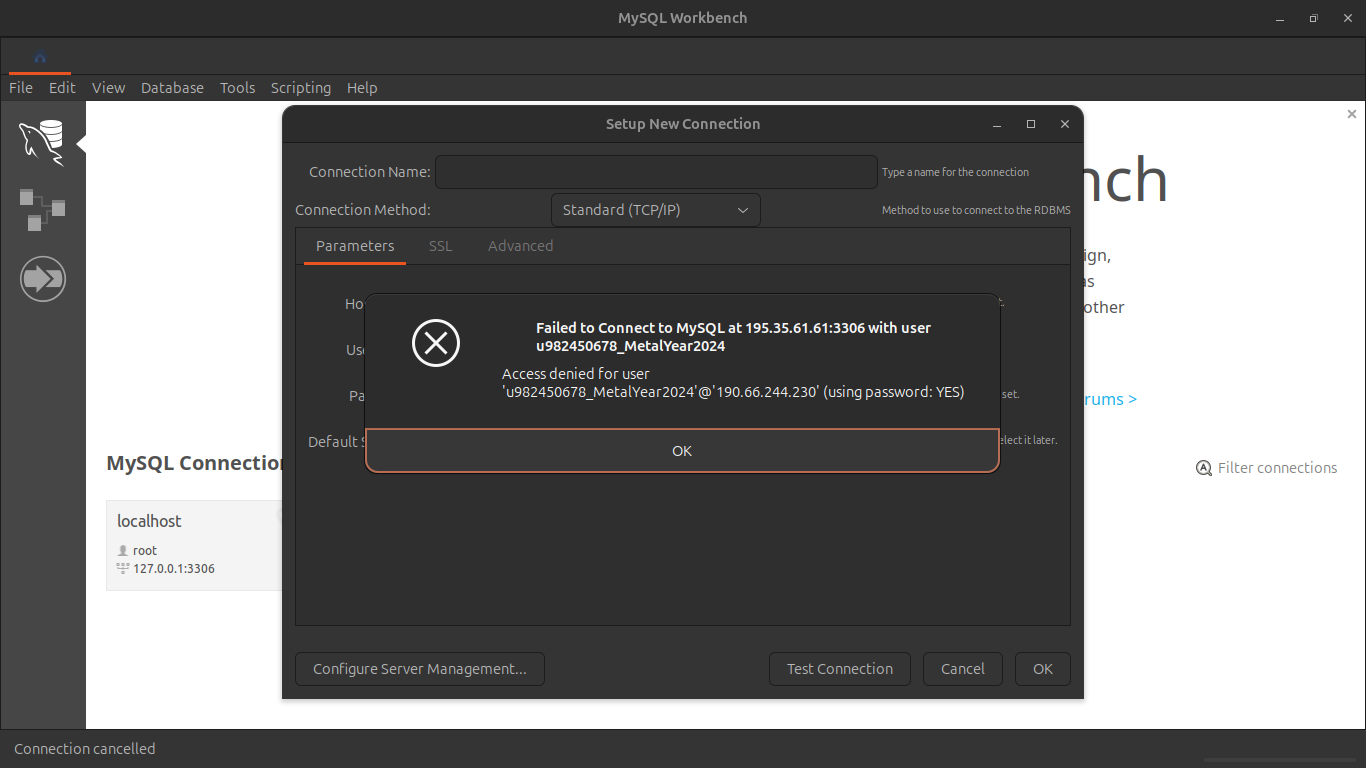 MySQL Workbench
File Edit View Database Tools Scripting Help
Setup New Connection
Connection Name:
Type a name for the connection
Connection Method:
Standard (TCP/IP)
Method to use to connect to the RDBMS
Parameters SSL Advanced
Failed to Connect to MySQL at 195.35.61.61:3306 with user
u982450678_MetalYear2024
Access denied for user
'u982450678_MetalYear2024'@'190.66.244.230' (using password: YES)
OK
Default
set.
select it later.
nch
ign,
as
other
rums >
MySQL Connection
Filter connections
localhost
root
127.0.0.1:3306
Configure Server Management...
Test Connection
Cancel
OK
Connection cancelled